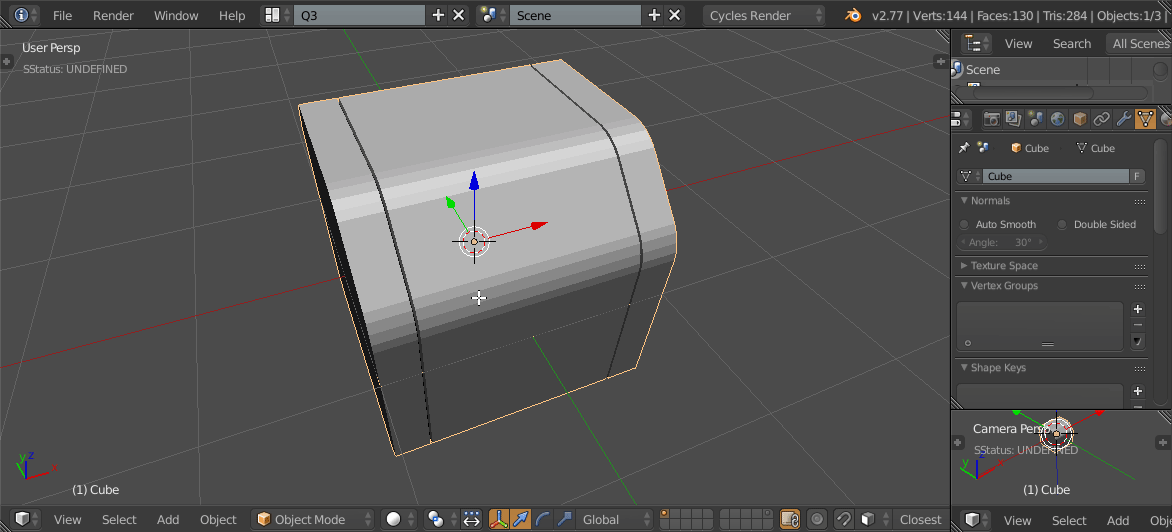 File Render Window Help Q3 Scene Cycles Render v2.77 | Verts:144 | Faces:130 | Tris:284 | Objects:1/3 |
User Persp
SStatus: UNDEFINED
View Search All Scenes
Scene
Cube Cube
Cube F
Normals
Auto Smooth Double Sided
Angle: 30°
Texture Space
Vertex Groups
Shape Keys
Camera Persp
SStatus: UNDEFINED
(1) Cube
z
y x
(1) Cube
z
y
View Select Add Object Object Mode Global Closest
View Select Add Obj